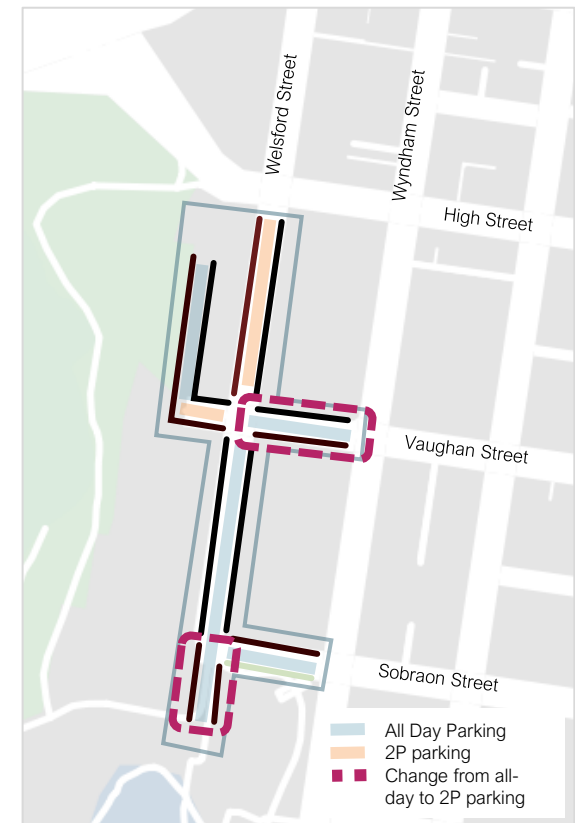 Welsford Street
Wyndham Street
High Street
Vaughan Street
Sobraon Street
All Day Parking
2P parking
Change from all-
day to 2P parking